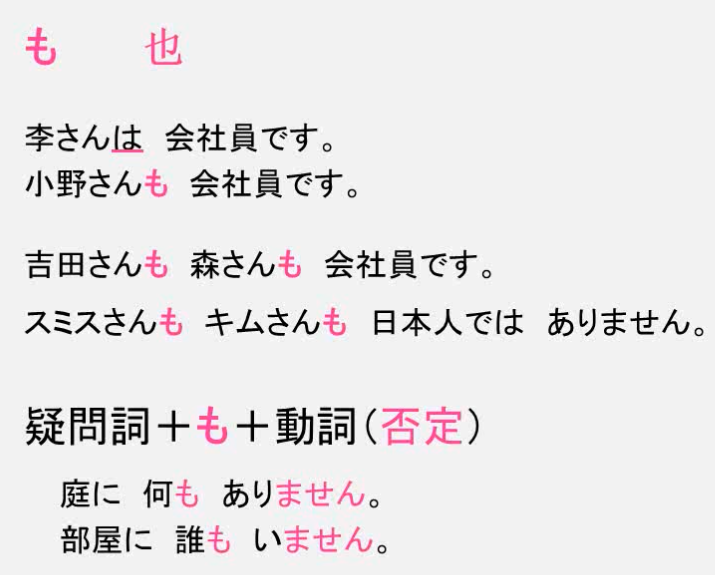 も 也
李さんは 会社員です。
小野さんも 会社員です。
吉田さんも 森さんも 会社員です。
スミスさんも キムさんも 日本人では ありません。
疑問詞＋も＋動詞（否定）
庭に 何も ありません。
部屋に 誰も いません。